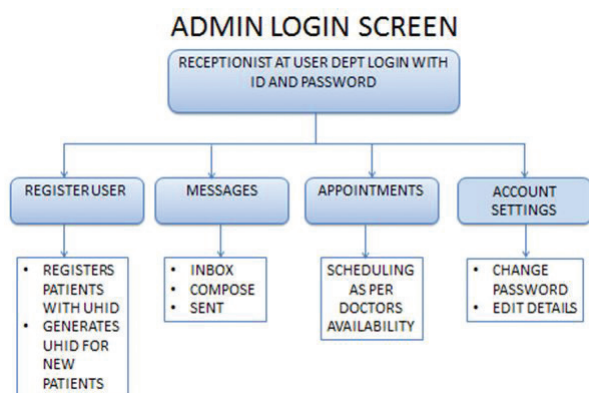 ADMIN LOGIN SCREEN
RECEPTIONIST AT USER DEPT LOGIN WITH
ID AND PASSWORD
REGISTER USER
MESSAGES
APPOINTMENTS
ACCOUNT
SETTINGS
• REGISTERS
PATIENTS
WITH UHID
• GENERATES
UHID FOR
NEW
PATIENTS
• INBOX
• COMPOSE
• SENT
SCHEDULING
AS PER
DOCTORS
AVAILABILITY
• CHANGE
PASSWORD
• EDIT DETAILS